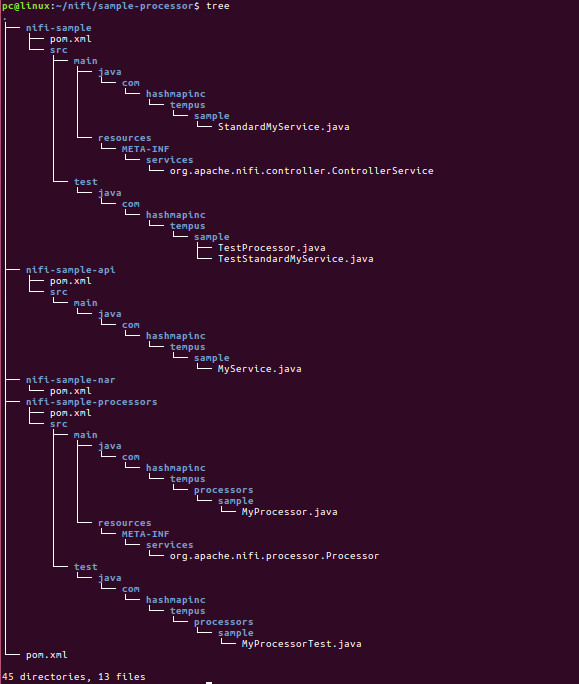 pc@linux:~/nifi/sample-processor$ tree
.
├── nifi-sample
│   ├── pom.xml
│   └── src
│       ├── main
│       │   ├── java
│       │   │   └── com
│       │   │       └── hashmapinc
│       │   │           └── tempus
│       │   │               └── sample
│       │   │                   └── StandardMyService.java
│       │   └── resources
│       │       └── META-INF
│       │           └── services
│       │               └── org.apache.nifi.controller.ControllerService
│       └── test
│           └── java
│               └── com
│                   └── hashmapinc
│                       └── tempus
│                           └── sample
│                               ├── TestProcessor.java
│                               └── TestStandardMyService.java
├── nifi-sample-api
│   ├── pom.xml
│   └── src
│       └── main
│           └── java
│               └── com
│                   └── hashmapinc
│                       └── tempus
│                           └── sample
│                               └── MyService.java
├── nifi-sample-nar
│   └── pom.xml
├── nifi-sample-processors
│   ├── pom.xml
│   └── src
│       ├── main
│       │   ├── java
│       │   │   └── com
│       │   │       └── hashmapinc
│       │   │           └── tempus
│       │   │               └── processors
│       │   │                   └── sample
│       │   │                       └── MyProcessor.java
│       │   └── resources
│       │       └── META-INF
│       │           └── services
│       │               └── org.apache.nifi.processor.Processor
│       └── test
│           └── java
│               └── com
│                   └── hashmapinc
│                       └── tempus
│                           └── processors
│                               └── sample
│                                   └── MyProcessorTest.java
└── pom.xml

45 directories, 13 files